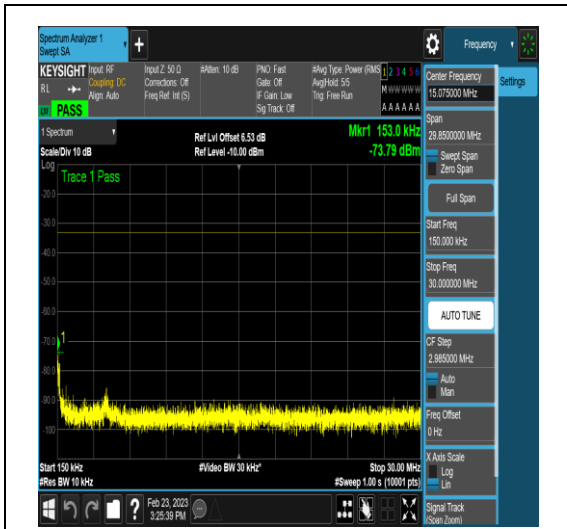 Spectrum Analyzer 1
Swept SA
+
Frequency
KEYSIGHT
RL
PASS
Input: RF
Coupling: DC
Align: Auto
Input Z: 50 Ω
Corrections: Off
Freq Ref: Int (S)
#Atten: 10 dB
PNO: Fast
Gate: Off
IF Gain: Low
Sig Track: Off
#Avg Type: Power (RMS
Avg|Hold: 5/5
Trig: Free Run
1 2 3 4 5 6
M W W W W W
A A A A A A
1 Spectrum
Scale/Div 10 dB
Ref Lvl Offset 6.53 dB
Ref Level -10.00 dBm
Mkr1 153.0 kHz
-73.79 dBm
Log
Trace 1 Pass
-20.0
-30.0
-40.0
-50.0
-60.0
-70.0
-80.0
-90.0
-100
1
Start 150 kHz
#Res BW 10 kHz
#Video BW 30 kHz*
Stop 30.00 MHz
#Sweep 1.00 s (10001 pts)
Feb 23, 2023
3:25:39 PM
Center Frequency
15.075000 MHz
Settings
Span
29.8500000 MHz
Swept Span
Zero Span
Full Span
Start Freq
150.000 kHz
Stop Freq
30.000000 MHz
AUTO TUNE
CF Step
2.985000 MHz
Auto
Man
Freq Offset
0 Hz
X Axis Scale
Log
Lin
Signal Track
(Span Zoom)